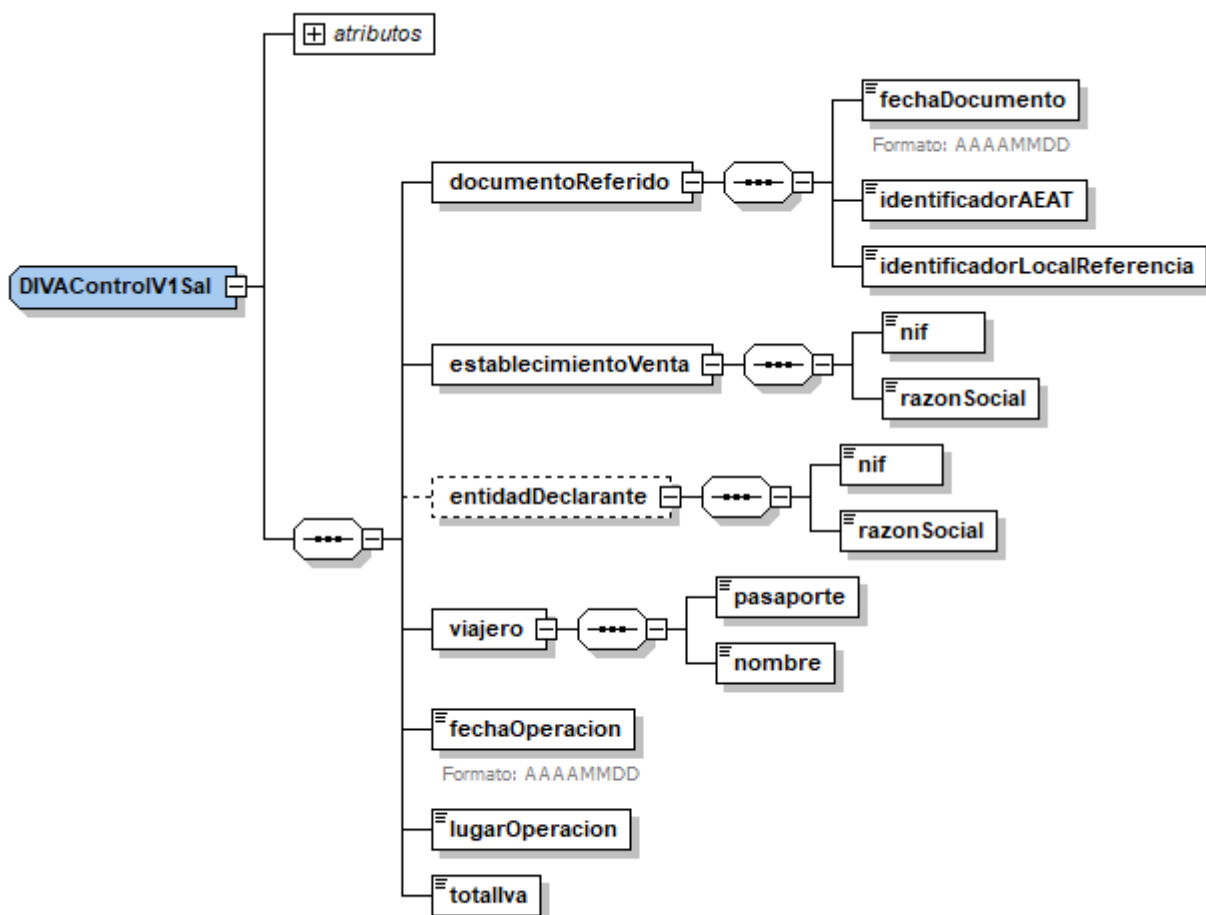 atributos
fechaDocumento
Formato: AAAAMMDD
documentoReferido
identificadorAEAT
identificadorLocalReferencia
DIVAControlV1Sal
nif
establecimientoVenta
razonSocial
nif
entidadDeclarante
razonSocial
pasaporte
viajero
nombre
fechaOperacion
Formato: AAAAMMDD
lugarOperacion
totalIva